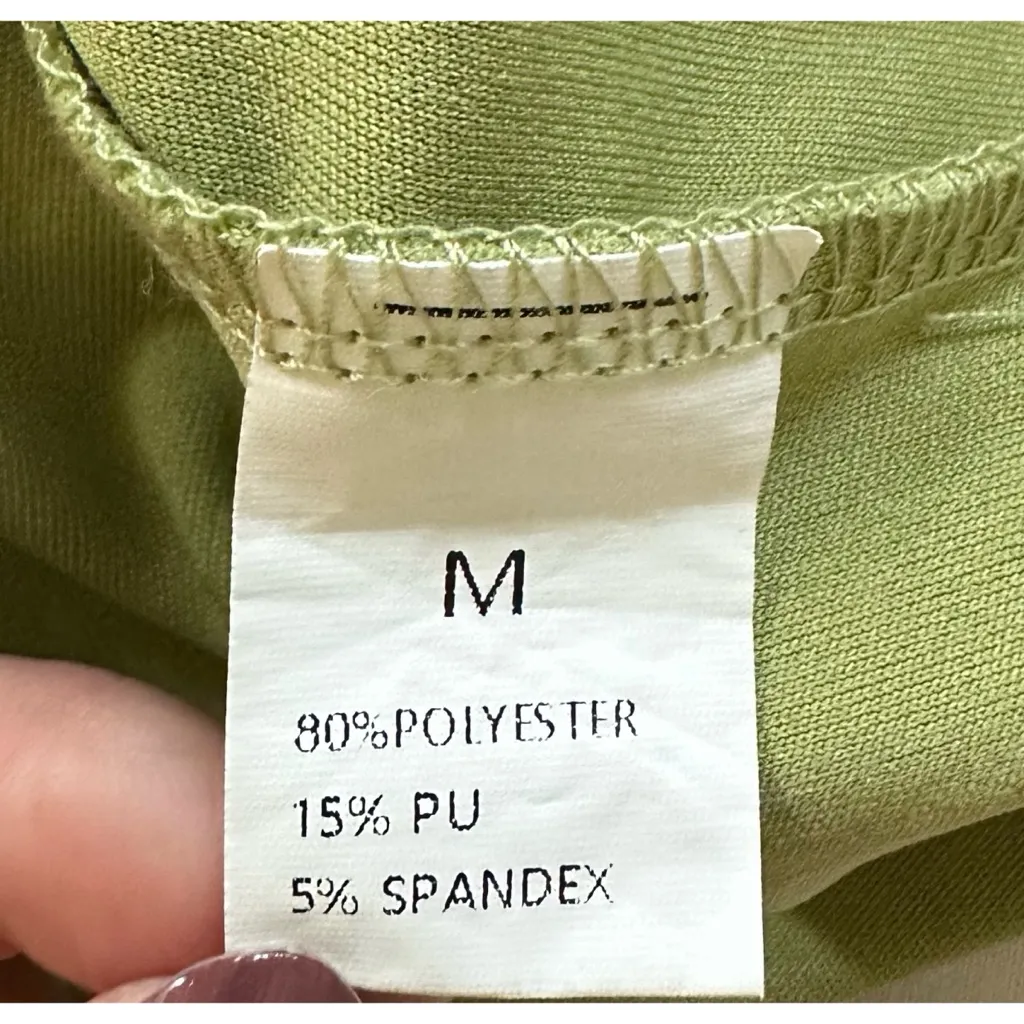 M
80%POLYESTER
15% PU
5% SPANDEX